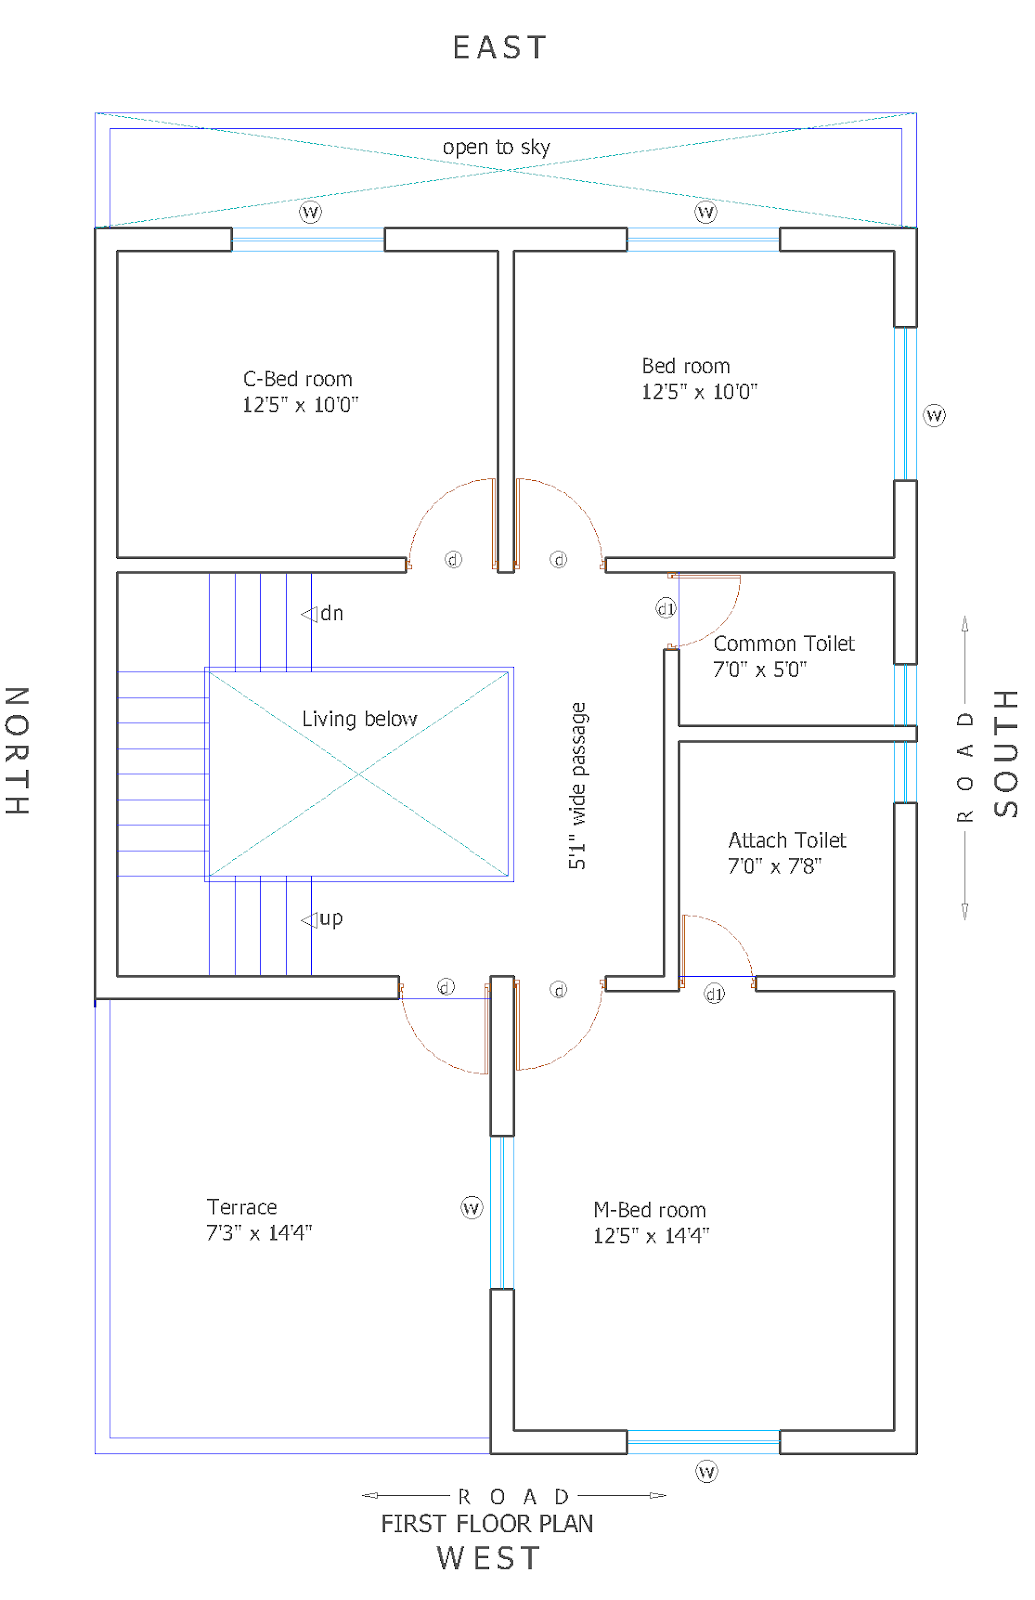 EAST
open to sky
W
W
C-Bed room
12'5" x 10'0"
Bed room
12'5" x 10'0"
W
d
d
dn
d1
Common Toilet
7'0" x 5'0"
Living below
5'1" wide passage
NORTH
ROAD
SOUTH
Attach Toilet
7'0" x 7'8"
up
d
d
d1
Terrace
7'3" x 14'4"
W
M-Bed room
12'5" x 14'4"
W
ROAD
FIRST FLOOR PLAN
WEST